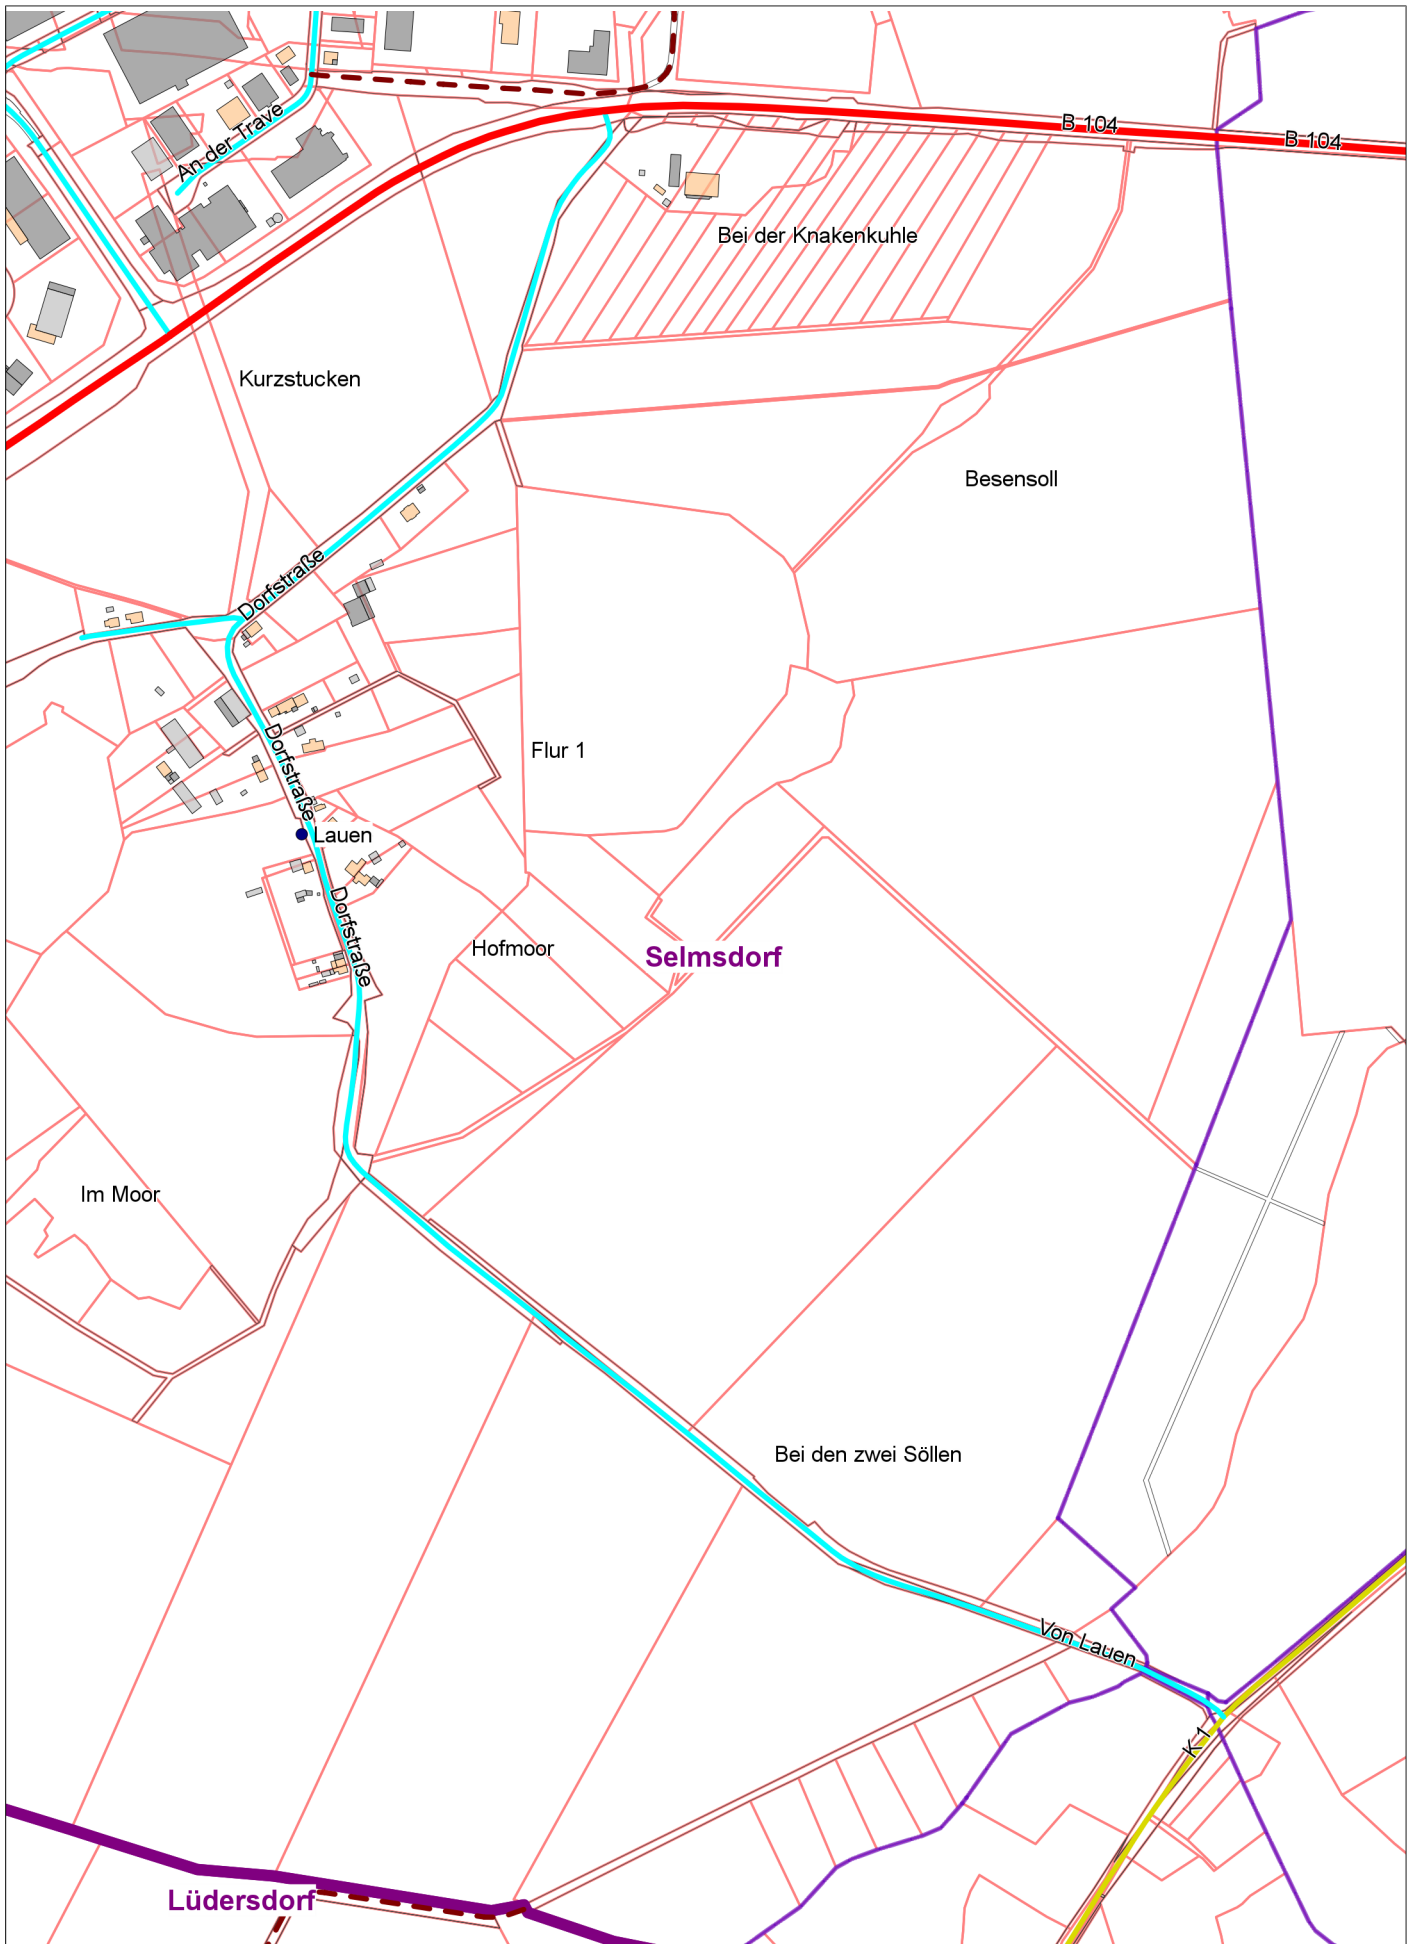 B 104
B 104
An der Trave
Bei der Knakenkuhle
Kurzstucken
Besensoll
Dorfstraße
Flur 1
Dorfstraße
Lauen
Dorfstraße
Hofmoor
Selmsdorf
Im Moor
Bei den zwei Söllen
Von Lauen
K 1
Lüdersdorf